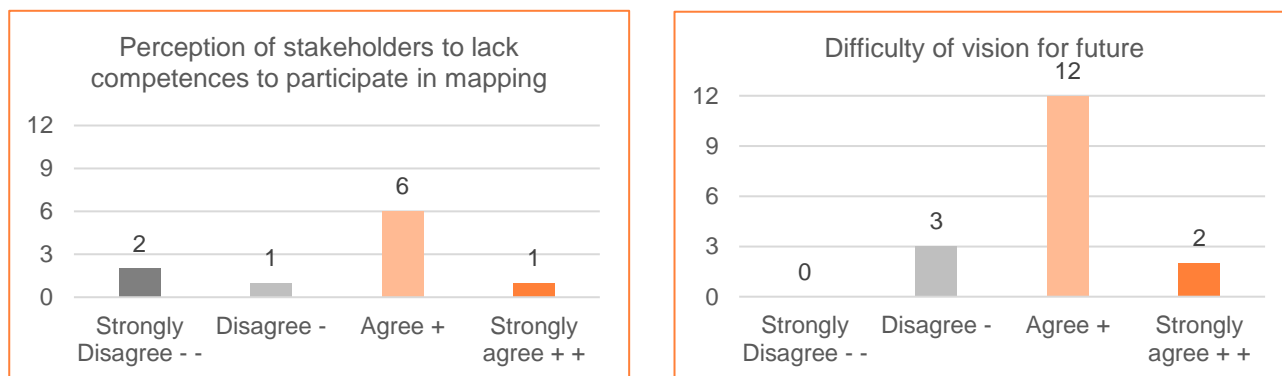 Perception of stakeholders to lack
competences to participate in mapping
12
9
6
3
0
2
1
6
1
Strongly
Disagree - -
Disagree -
Agree +
Strongly
agree + +
Difficulty of vision for future
12
9
6
3
0
0
3
12
2
Strongly
Disagree - -
Disagree -
Agree +
Strongly
agree + +